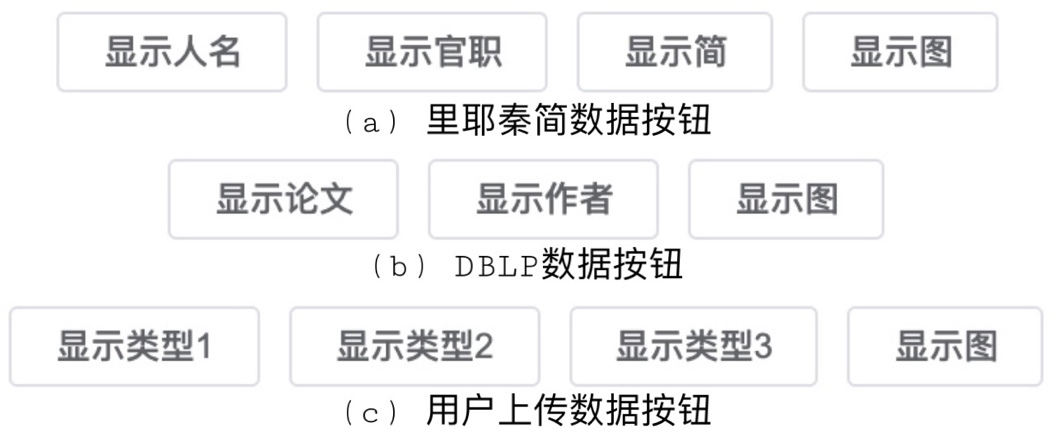 显示人名 显示官职 显示简 显示图
(a) 里耶秦简数据按钮
显示论文 显示作者 显示图
(b) DBLP数据按钮
显示类型1 显示类型2 显示类型3 显示图
(c) 用户上传数据按钮